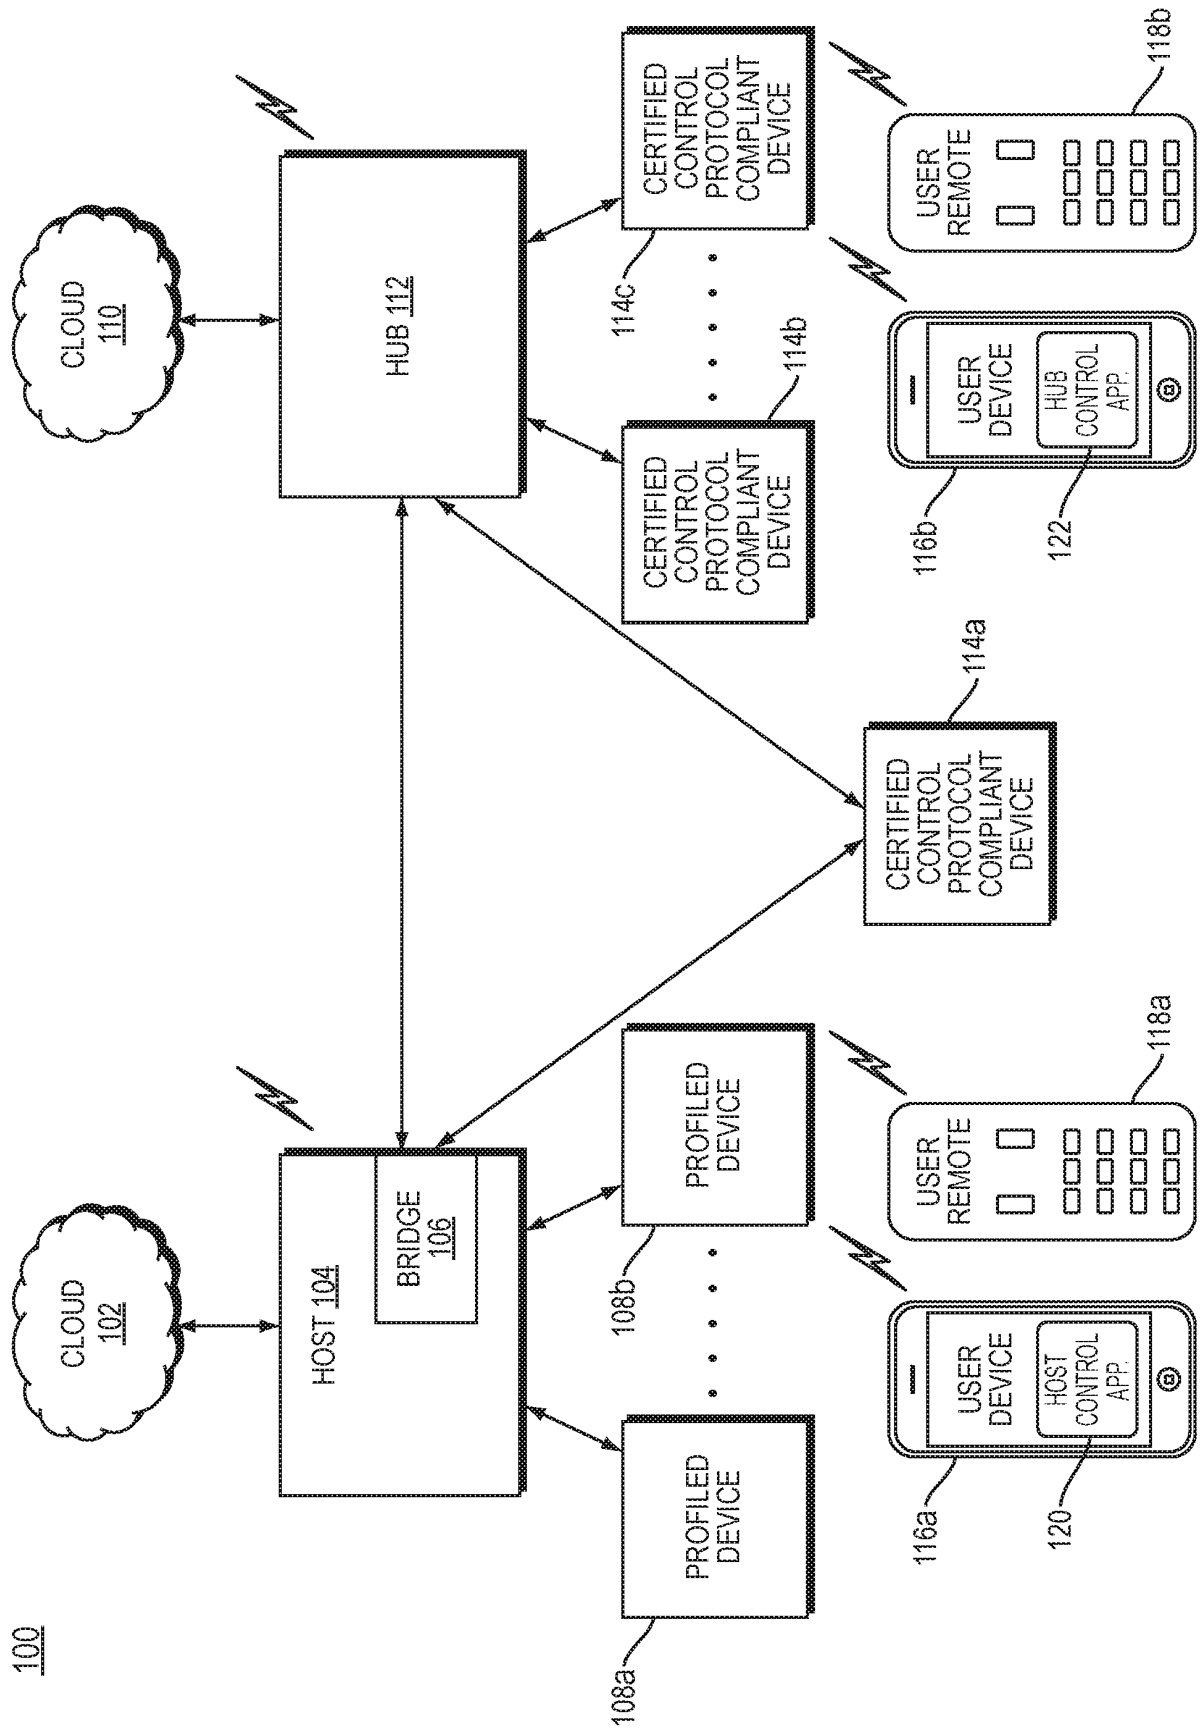 100
CLOUD
102
HOST 104
BRIDGE
106
108a
PROFILED
DEVICE
108b
PROFILED
DEVICE
116a
USER
DEVICE
HOST
CONTROL
APP.
120
USER
REMOTE
118a
CERTIFIED
CONTROL
PROTOCOL
COMPLIANT
DEVICE
114a
CLOUD
110
HUB 112
CERTIFIED
CONTROL
PROTOCOL
COMPLIANT
DEVICE
114b
114c
CERTIFIED
CONTROL
PROTOCOL
COMPLIANT
DEVICE
116b
USER
DEVICE
HUB
CONTROL
APP.
122
USER
REMOTE
118b